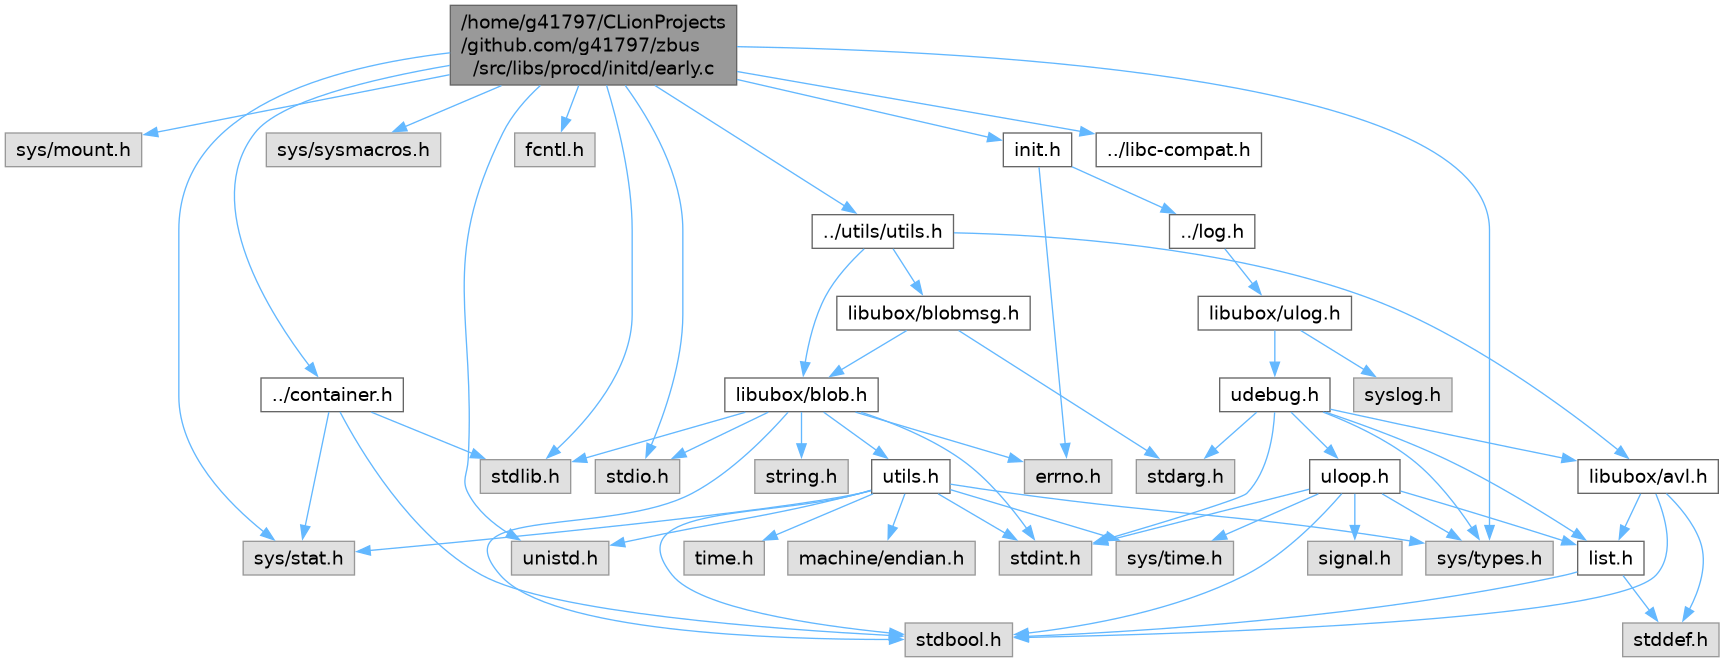 /home/g41797/CLionProjects
/github.com/g41797/zbus
/src/libs/procd/initd/early.c
sys/mount.h
sys/sysmacros.h
fcntl.h
init.h
../libc-compat.h
../utils/utils.h
../log.h
libubox/blobmsg.h
libubox/ulog.h
../container.h
libubox/blob.h
udebug.h
syslog.h
stdlib.h
stdio.h
string.h
utils.h
errno.h
stdarg.h
uloop.h
libubox/avl.h
sys/stat.h
unistd.h
time.h
machine/endian.h
stdint.h
sys/time.h
signal.h
sys/types.h
list.h
stdbool.h
stddef.h